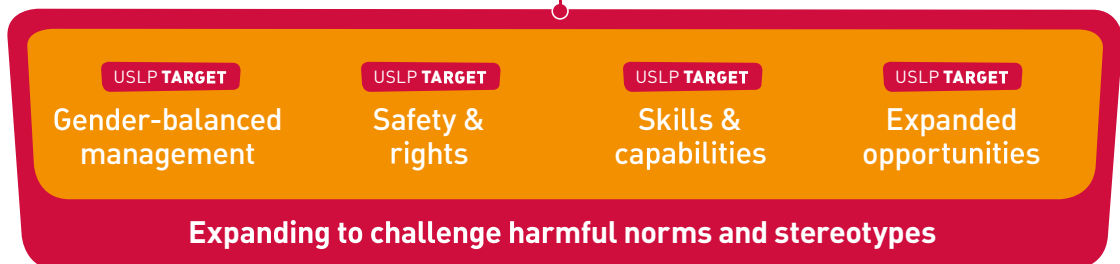 USLP TARGET
Gender-balanced
management
USLP TARGET
Safety &
rights
USLP TARGET
Skills &
capabilities
USLP TARGET
Expanded
opportunities
Expanding to challenge harmful norms and stereotypes